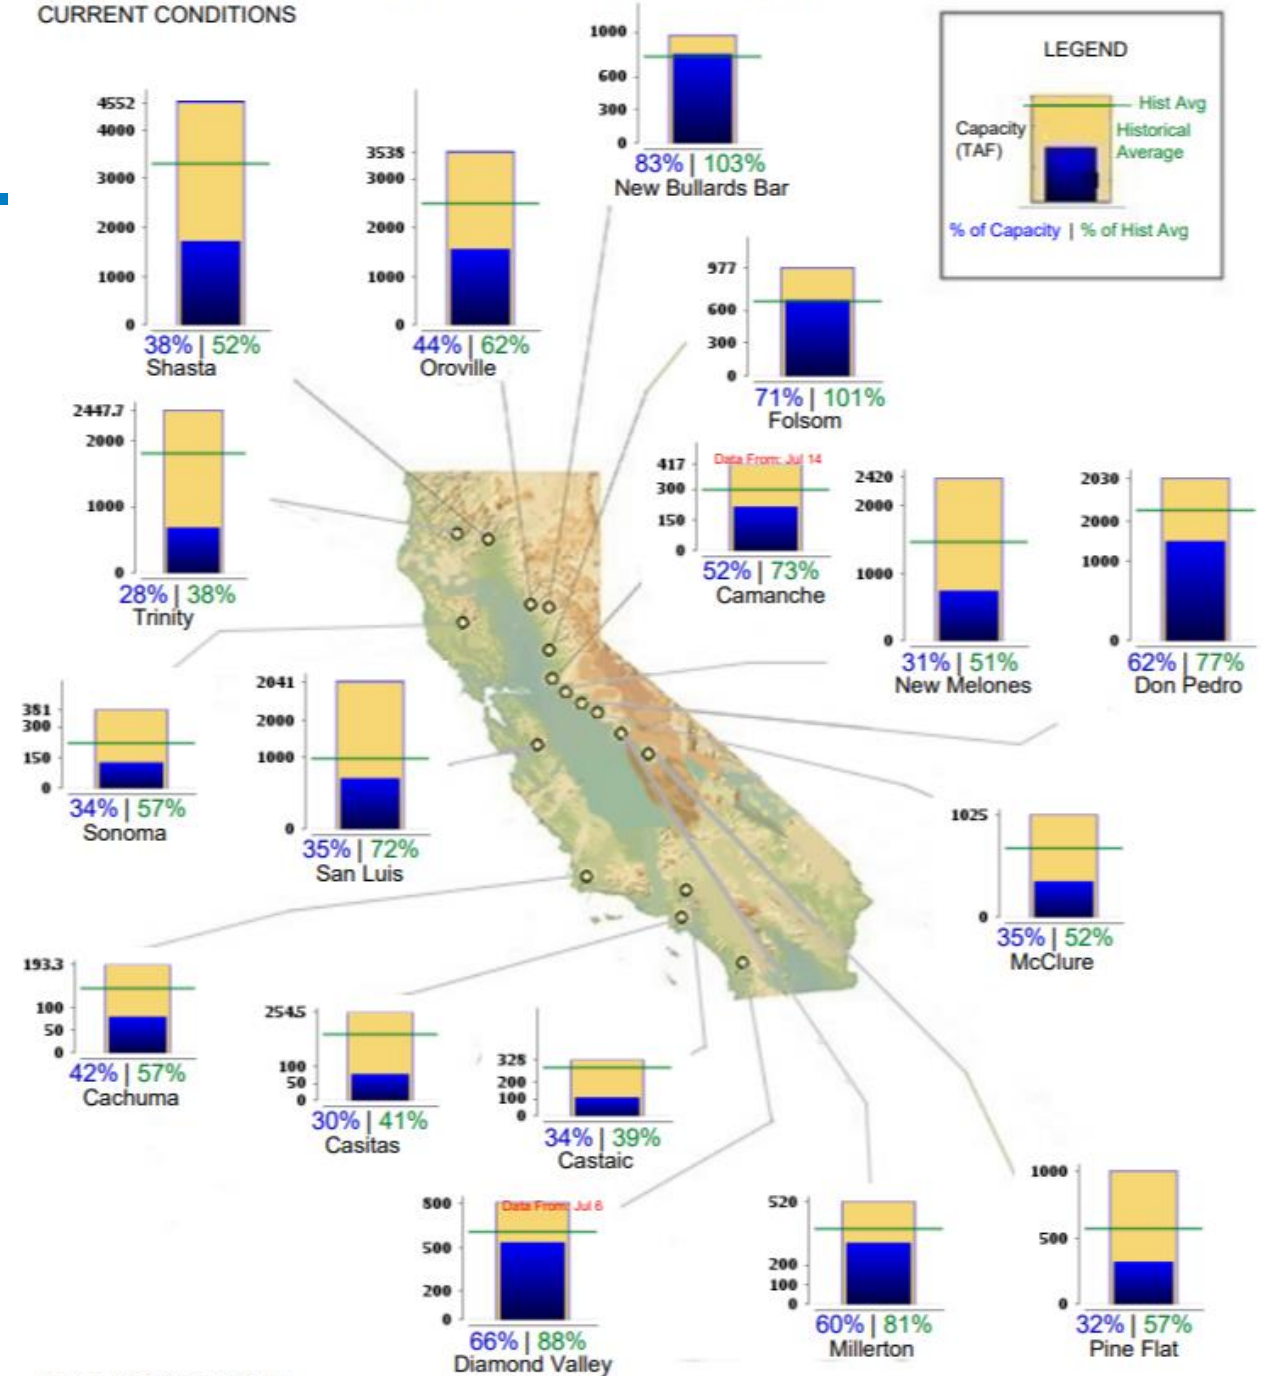 CURRENT CONDITIONS
1000
600
300
0
83% | 103%
New Bullards Bar
LEGEND
Hist Avg
Capacity
(TAF)
Historical
Average
% of Capacity | % of Hist Avg
4552
4000
3000
2000
1000
0
38% | 52%
Shasta
3538
3000
2000
1000
0
44% | 62%
Oroville
977
600
300
0
71% | 101%
Folsom
2447.7
2000
1000
0
28% | 38%
Trinity
Data From: Jul 14
417
300
150
0
52% | 73%
Camanche
2420
2000
1000
0
31% | 51%
New Melones
2030
2000
1000
0
62% | 77%
Don Pedro
381
300
150
0
34% | 57%
Sonoma
2041
2000
1000
0
35% | 72%
San Luis
1025
0
35% | 52%
McClure
193.3
100
50
0
42% | 57%
Cachuma
254.5
100
50
0
30% | 41%
Casitas
328
200
100
0
34% | 39%
Castaic
Data From: Jul 6
800
500
200
0
66% | 88%
Diamond Valley
520
200
100
0
60% | 81%
Millerton
1000
500
0
32% | 57%
Pine Flat